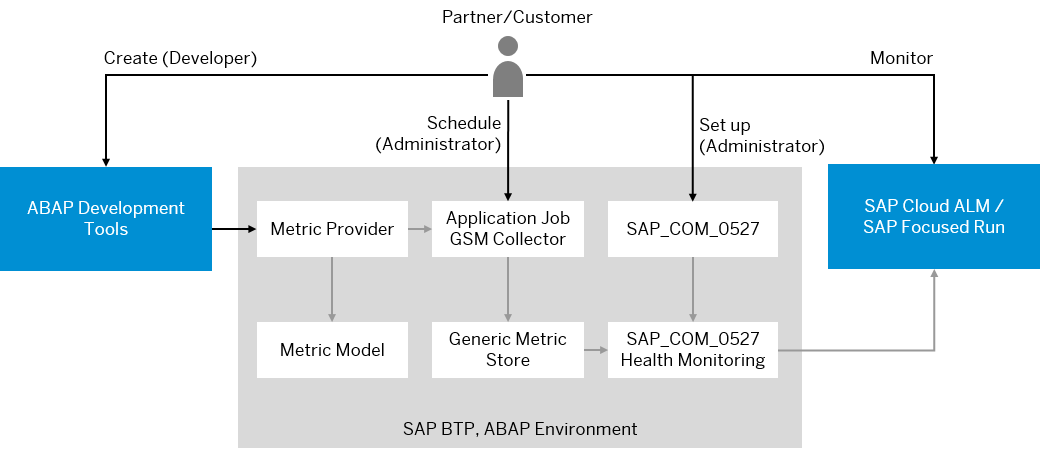 Partner/Customer
Create (Developer)
Monitor
Schedule
(Administrator)
Set up
(Administrator)
ABAP Development
Tools
Metric Provider
Application Job
GSM Collector
SAP_COM_0527
SAP Cloud ALM /
SAP Focused Run
Metric Model
Generic Metric
Store
SAP_COM_0527
Health Monitoring
SAP BTP, ABAP Environment